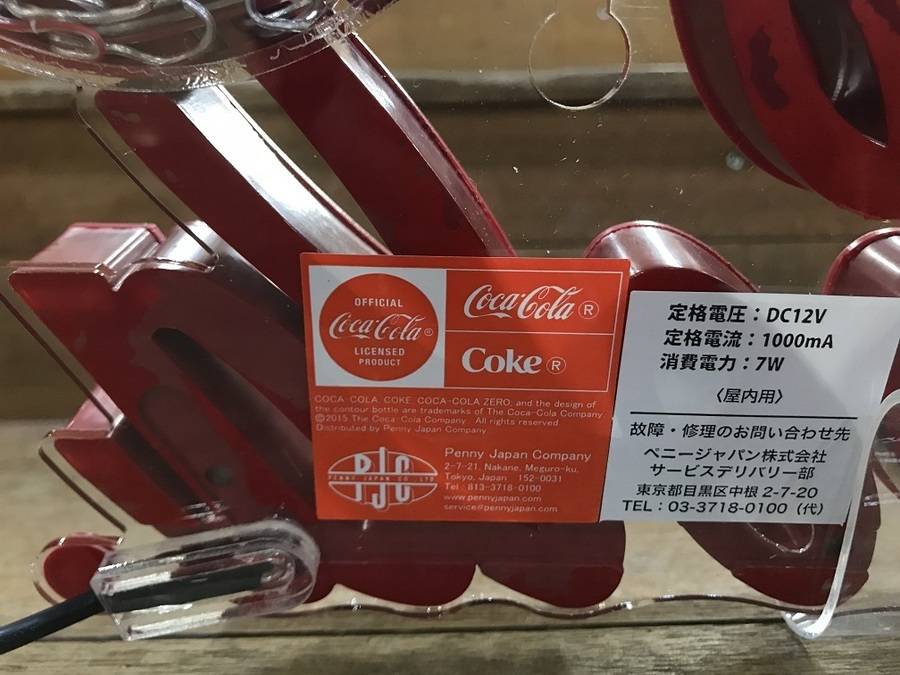 OFFICIAL
Coca-Cola®
LICENSED
PRODUCT
Coca-Cola®
Coke®
COCA-COLA, COKE, COCA-COLA ZERO, and the design of
the contour bottle are trademarks of The Coca-Cola Company.
©2015 The Coca-Cola Company. All rights reserved.
Distributed by Penny Japan Company
PJC
PENNY JAPAN CO.,LTD
Penny Japan Company
2-7-21, Nakane, Meguro-ku,
Tokyo, Japan 152-0031
Tel: 813-3718-0100
www.pennyjapan.com
service@pennyjapan.com
定格電圧：DC12V
定格電流：1000mA
消費電力：7W
〈屋内用〉
故障・修理のお問い合わせ先
ペニージャパン株式会社
サービスデリバリー部
東京都目黒区中根 2-7-20
TEL：03-3718-0100（代）